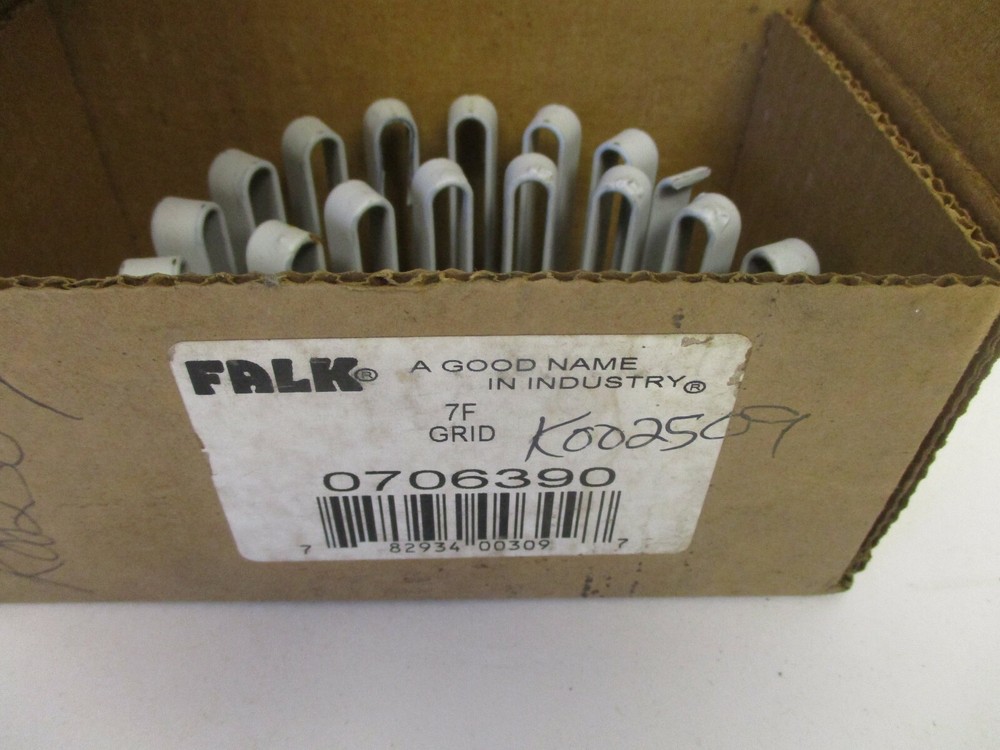 FALK® A GOOD NAME
IN INDUSTRY®
7F
GRID
K002509
0706390
7 82934 00309 7